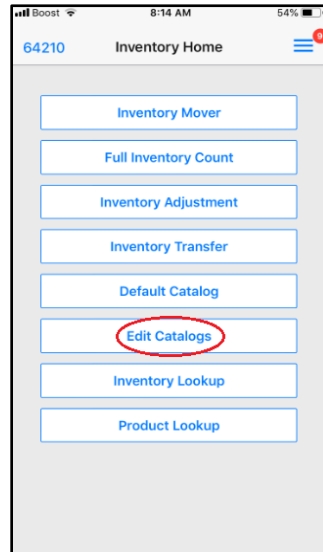 Boost 8:14 AM 54%
64210 Inventory Home 9
Inventory Mover
Full Inventory Count
Inventory Adjustment
Inventory Transfer
Default Catalog
Edit Catalogs
Inventory Lookup
Product Lookup